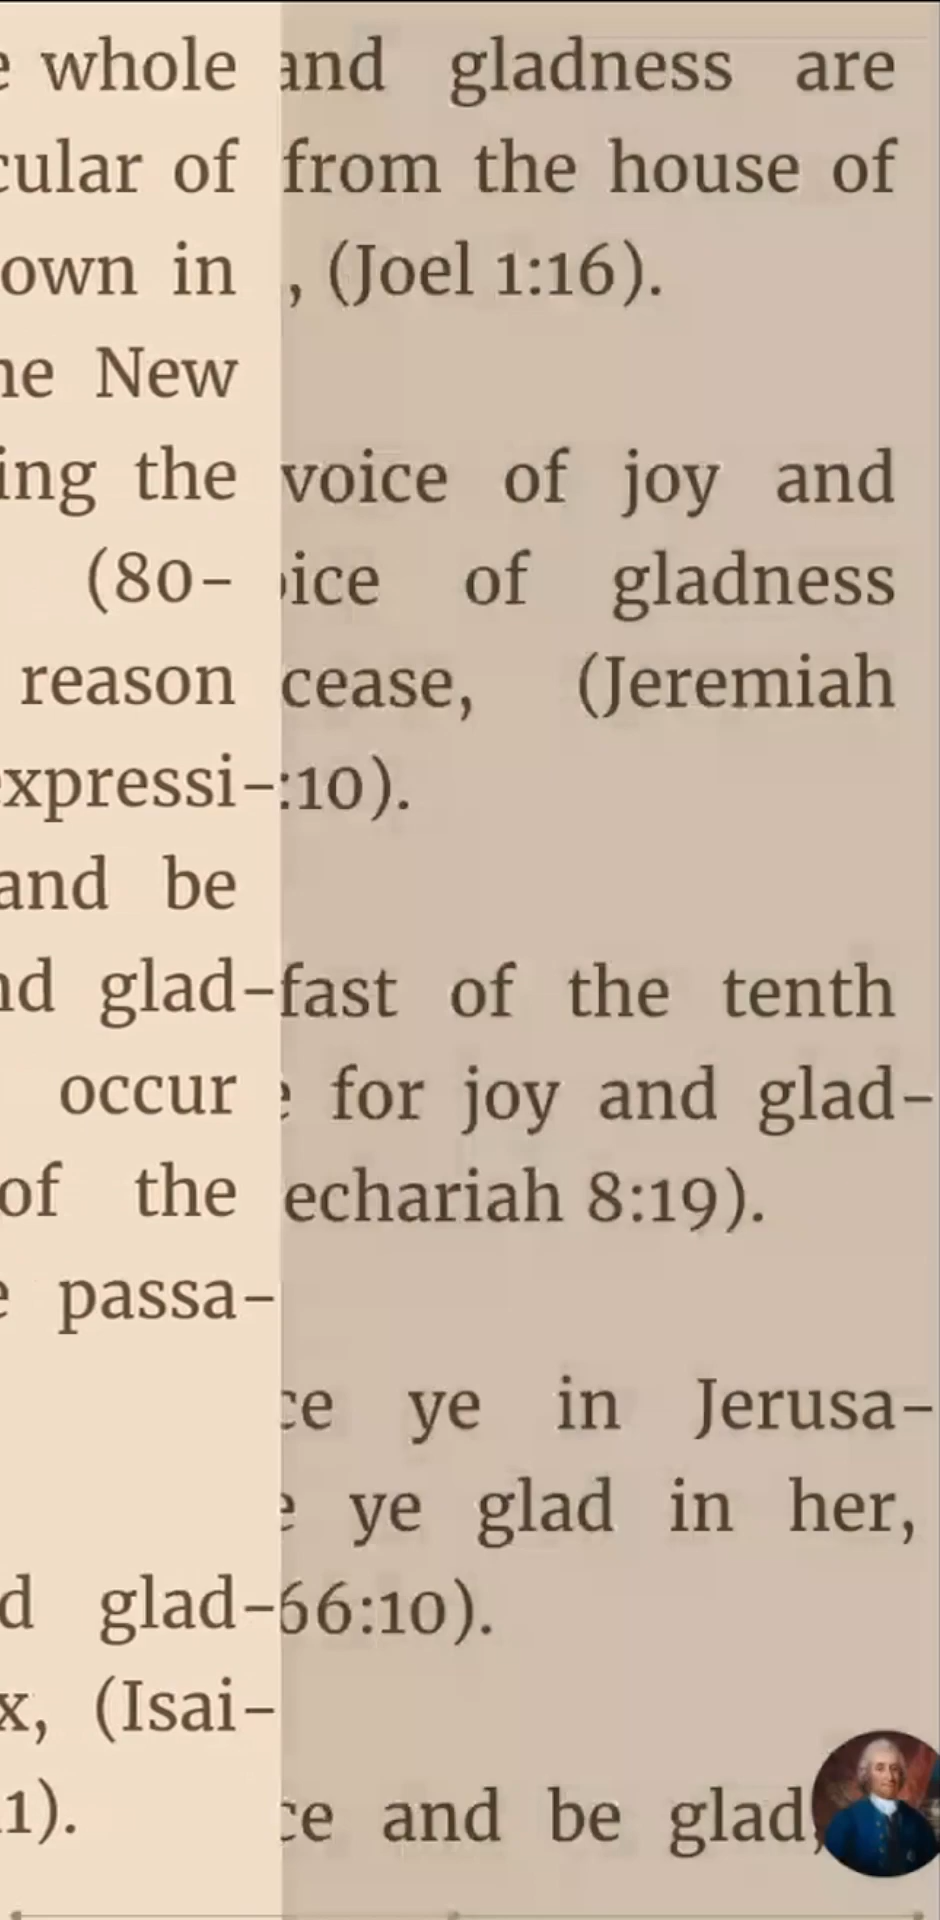 whole
cular of
own in
New
ing the
(80-
reason
expressi-
and be
glad-
occur
of the
passa-
glad-
x, (Isai-
1).
and gladness are
from the house of
, (Joel 1:16).
voice of joy and
ice of gladness
cease, (Jeremiah
:10).
fast of the tenth
for joy and glad-
echariah 8:19).
ce ye in Jerusa-
ye glad in her,
66:10).
ce and be glad,